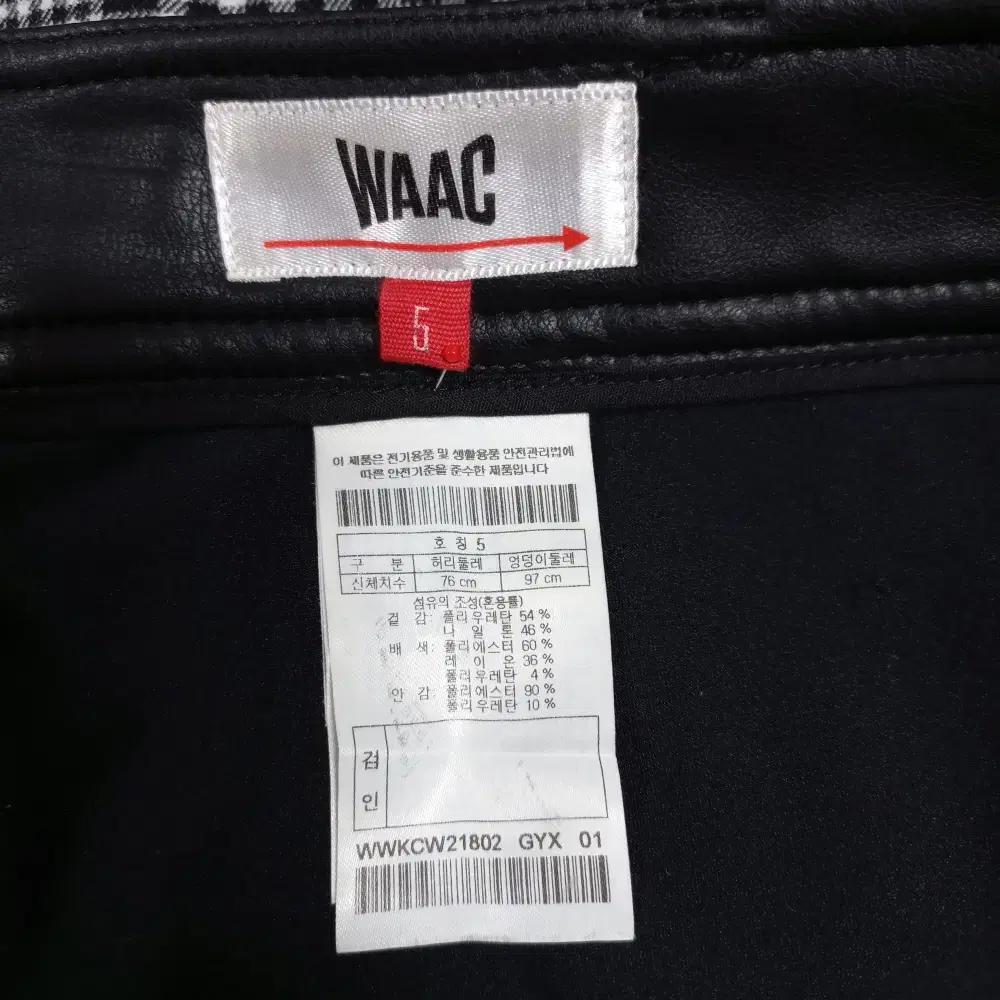 WAAC
5
이 제품은 전기용품 및 생활용품 안전관리법에
따른 안전기준을 준수한 제품입니다
호 칭 5
구 분 허리둘레 엉덩이둘레
신체치수 76 cm 97 cm
섬유의 조성(혼용률)
겉 감: 폴리우레탄 54 %
나 일 론 46 %
배 색: 폴리에스터 60 %
레 이 온 36 %
폴리우레탄 4 %
안 감: 폴리에스터 90 %
폴리우레탄 10 %
검
인
WWKCW21802 GYX 01